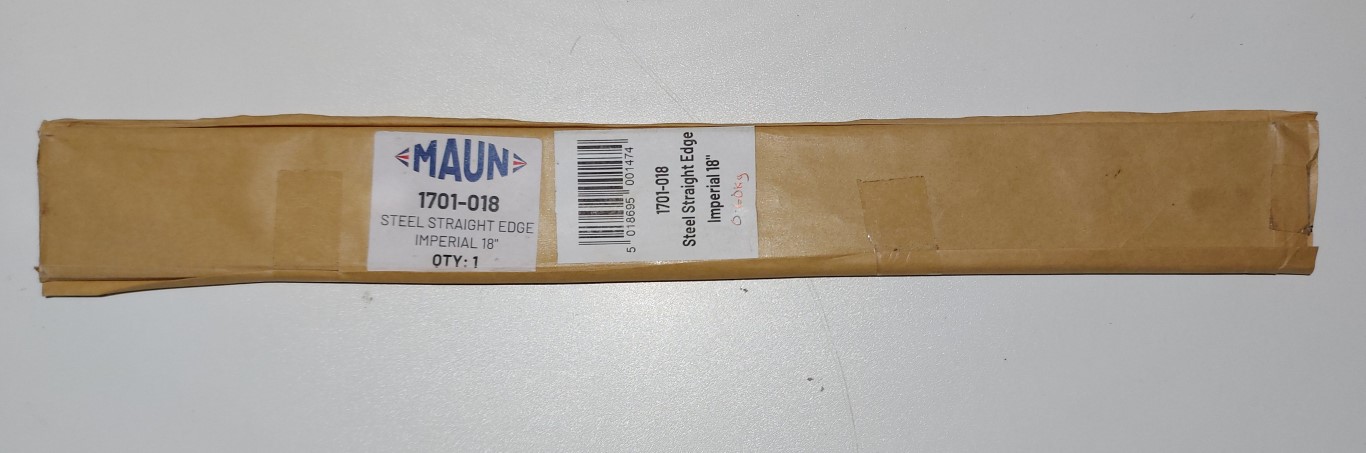 MAUN
1701-018
STEEL STRAIGHT EDGE
IMPERIAL 18"
QTY: 1
5 018695 001474
1701-018
Steel Straight Edge
Imperial 18"